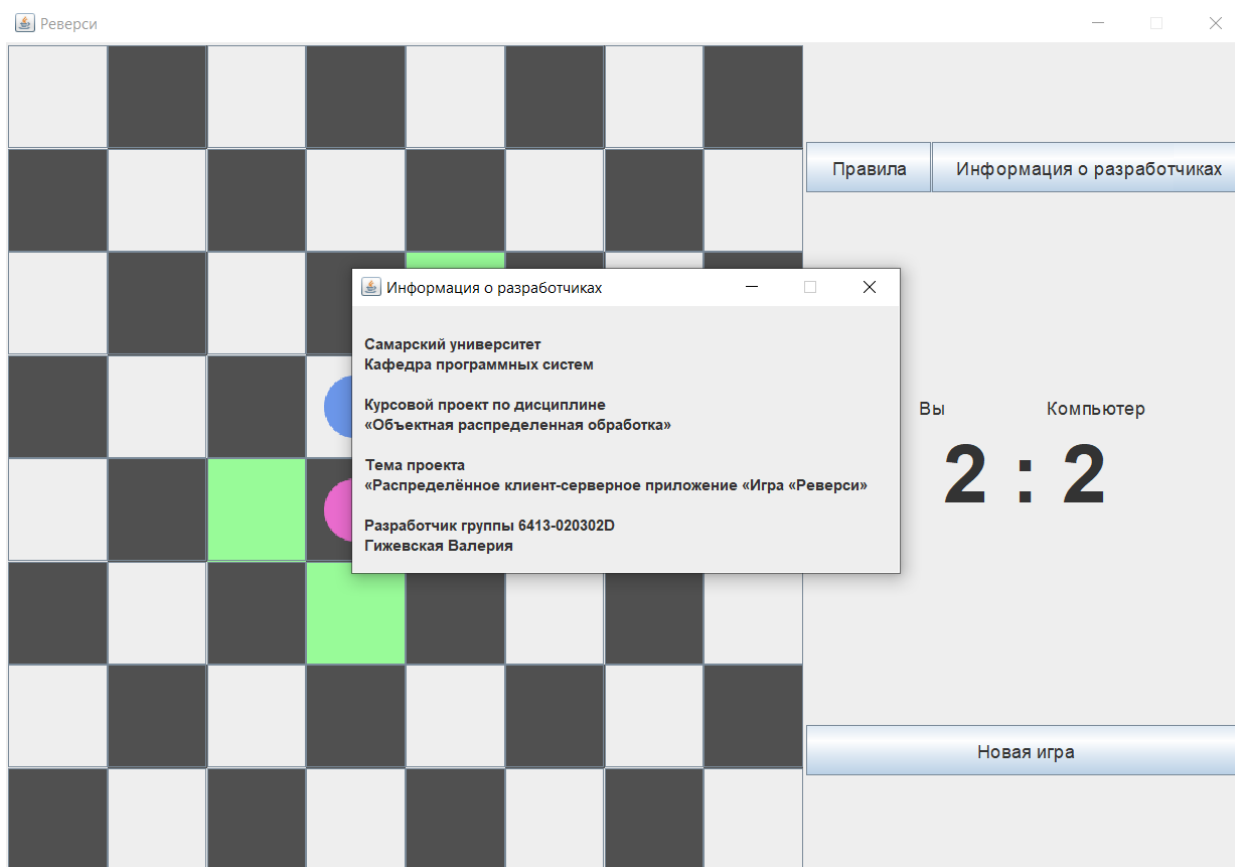 Реверси
Правила
Информация о разработчиках
Информация о разработчиках
Самарский университет
Кафедра программных систем
Курсовой проект по дисциплине
«Объектная распределенная обработка»
Тема проекта
«Распределённое клиент-серверное приложение «Игра «Реверси»
Разработчик группы 6413-020302D
Гижевская Валерия
Вы
Компьютер
2 : 2
Новая игра